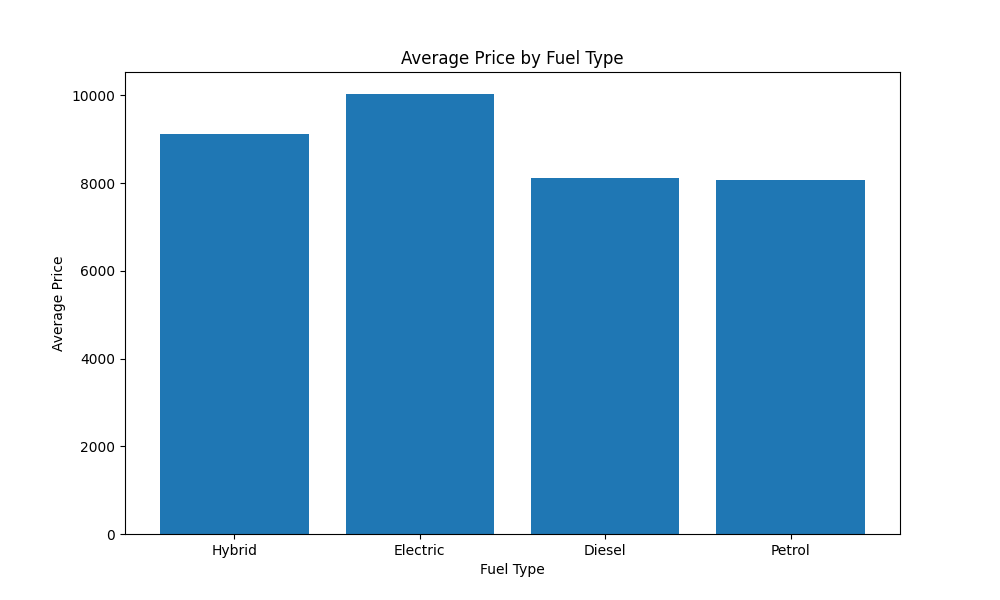 Average Price by Fuel Type
Average Price
10000
8000
6000
4000
2000
0
Hybrid Electric Diesel Petrol
Fuel Type